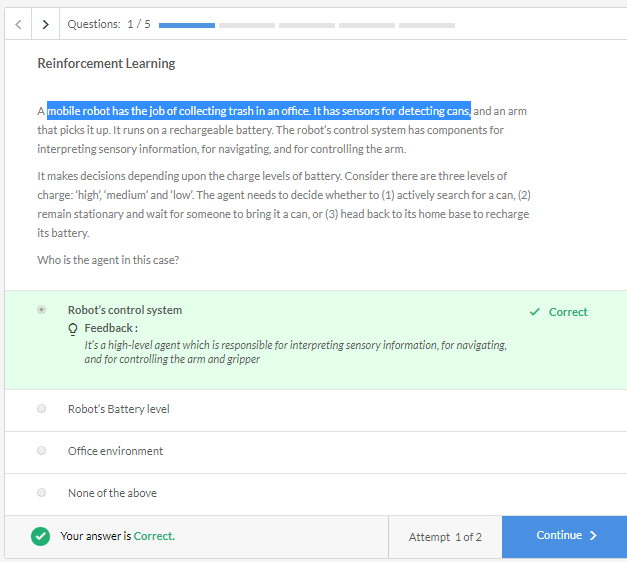 Questions: 1 / 5
Reinforcement Learning
A mobile robot has the job of collecting trash in an office. It has sensors for detecting cans, and an arm
that picks it up. It runs on a rechargeable battery. The robot's control system has components for
interpreting sensory information, for navigating, and for controlling the arm.
It makes decisions depending upon the charge levels of battery. Consider there are three levels of
charge: 'high', 'medium' and 'low'. The agent needs to decide whether to (1) actively search for a can, (2)
remain stationary and wait for someone to bring it a can, or (3) head back to its home base to recharge
its battery.
Who is the agent in this case?
Robot's control system
Correct
Feedback :
It's a high-level agent which is responsible for interpreting sensory information, for navigating,
and for controlling the arm and gripper
Robot's Battery level
Office environment
None of the above
Your answer is Correct.
Attempt 1 of 2
Continue